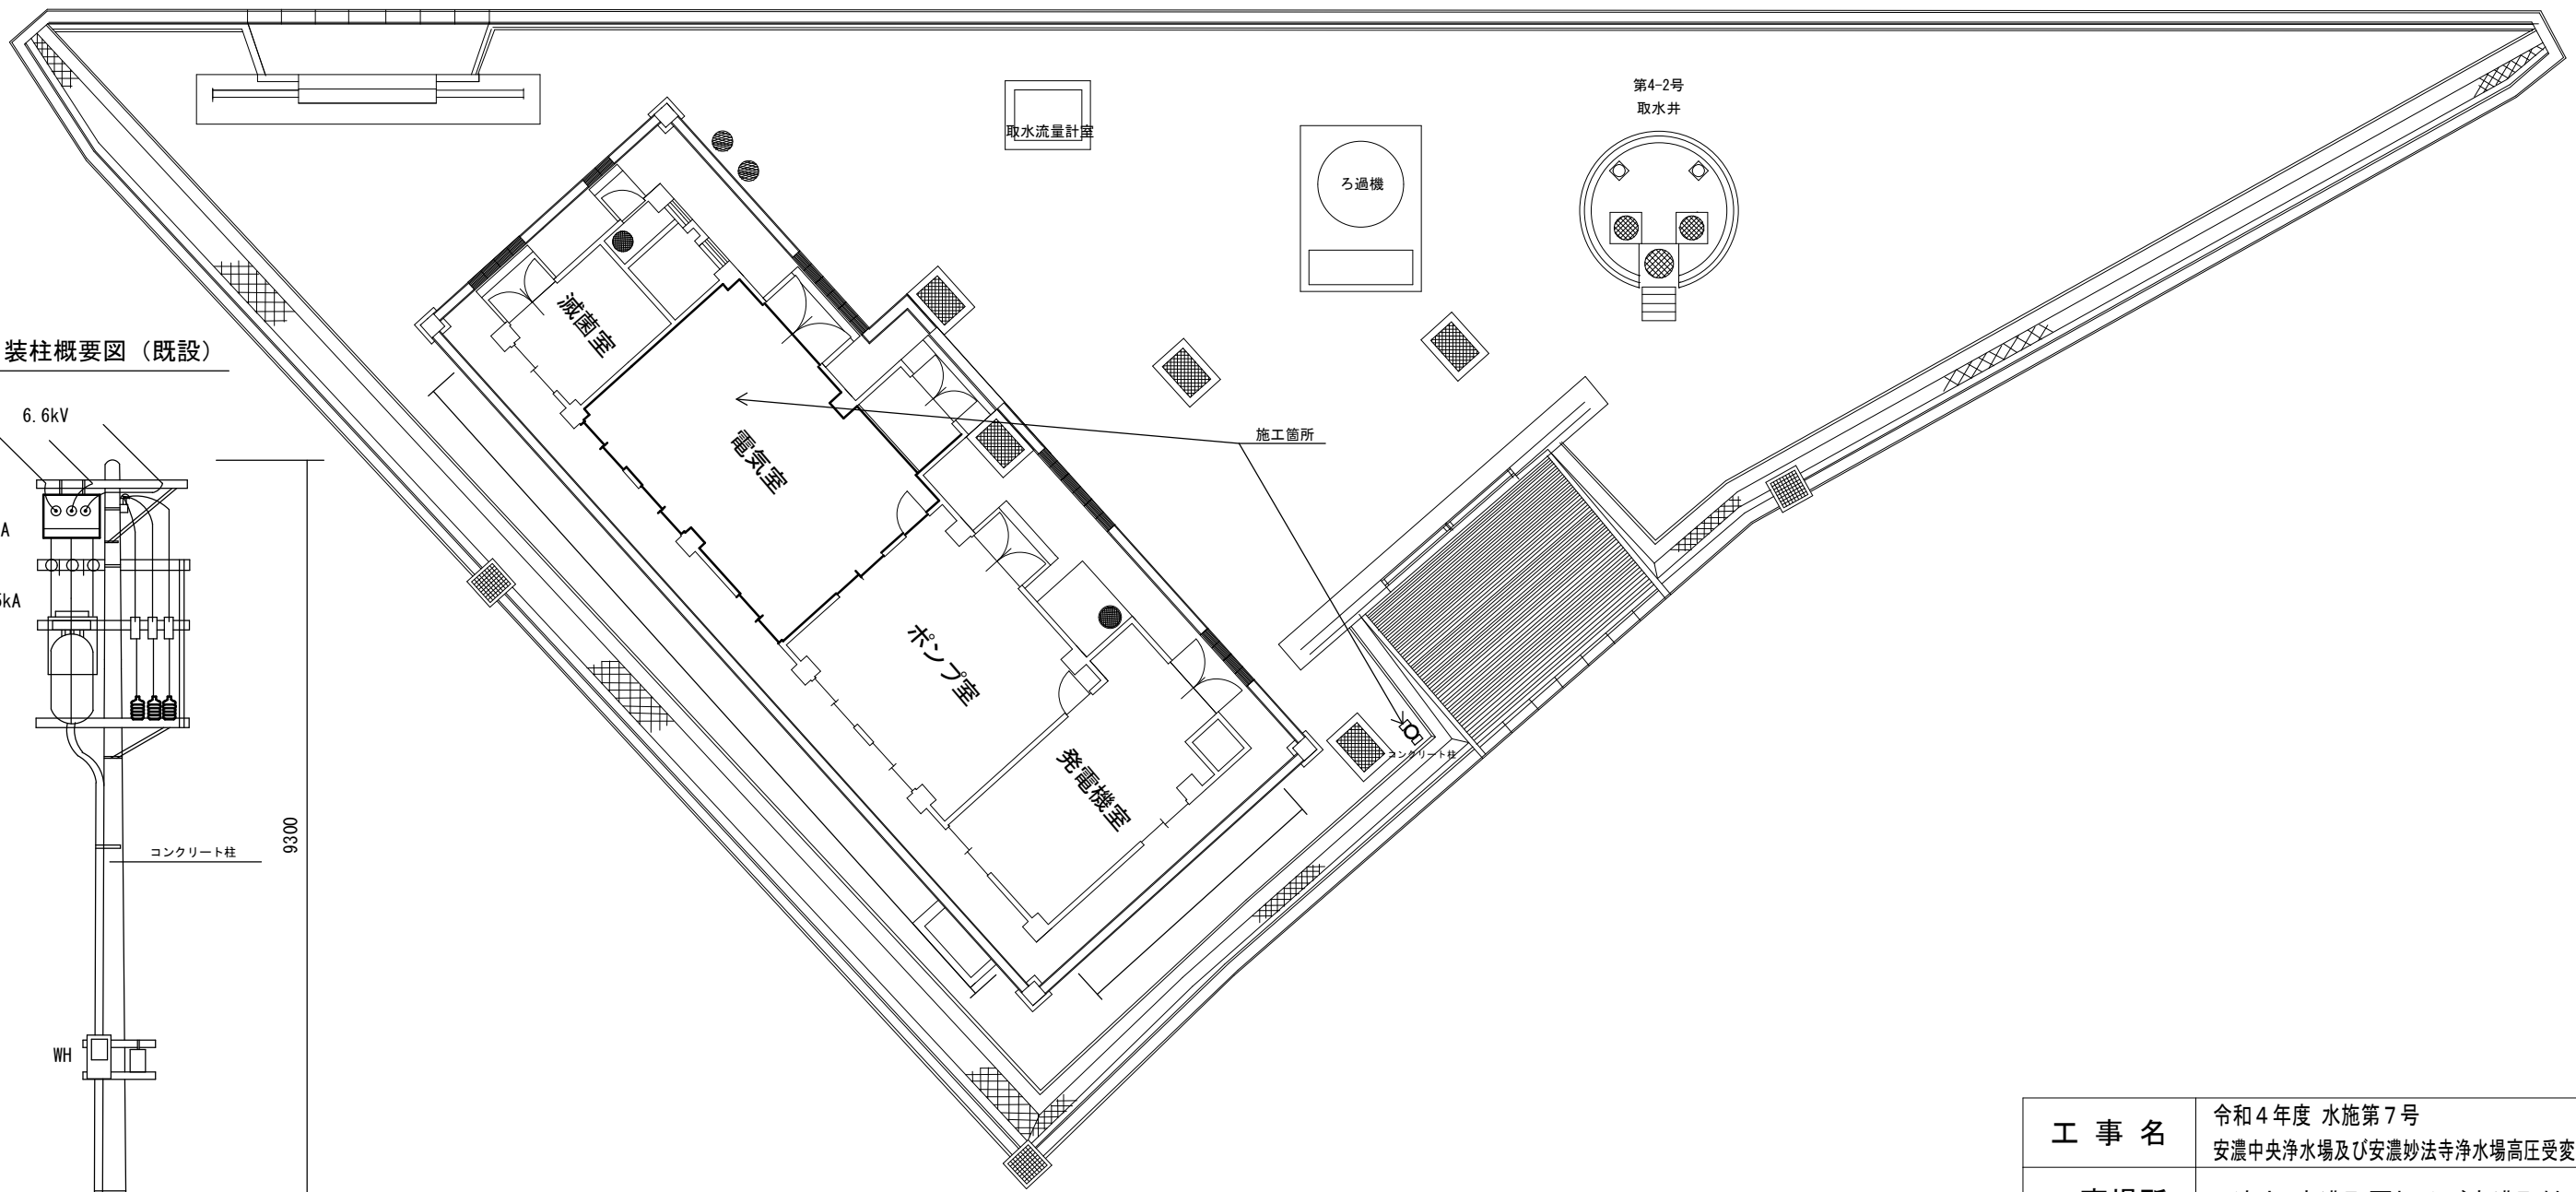 第4-2号
取水井
取水流量計室
ろ過機
滅菌室
装柱概要図（既設）
6.6kV
施工箇所
電気室
A
5kA
ポンプ室
コンクリート柱
発電機室
9300
コンクリート柱
WH
工 事 名
令和４年度 水施第７号
安濃中央浄水場及び安濃妙法寺浄水場高圧受変